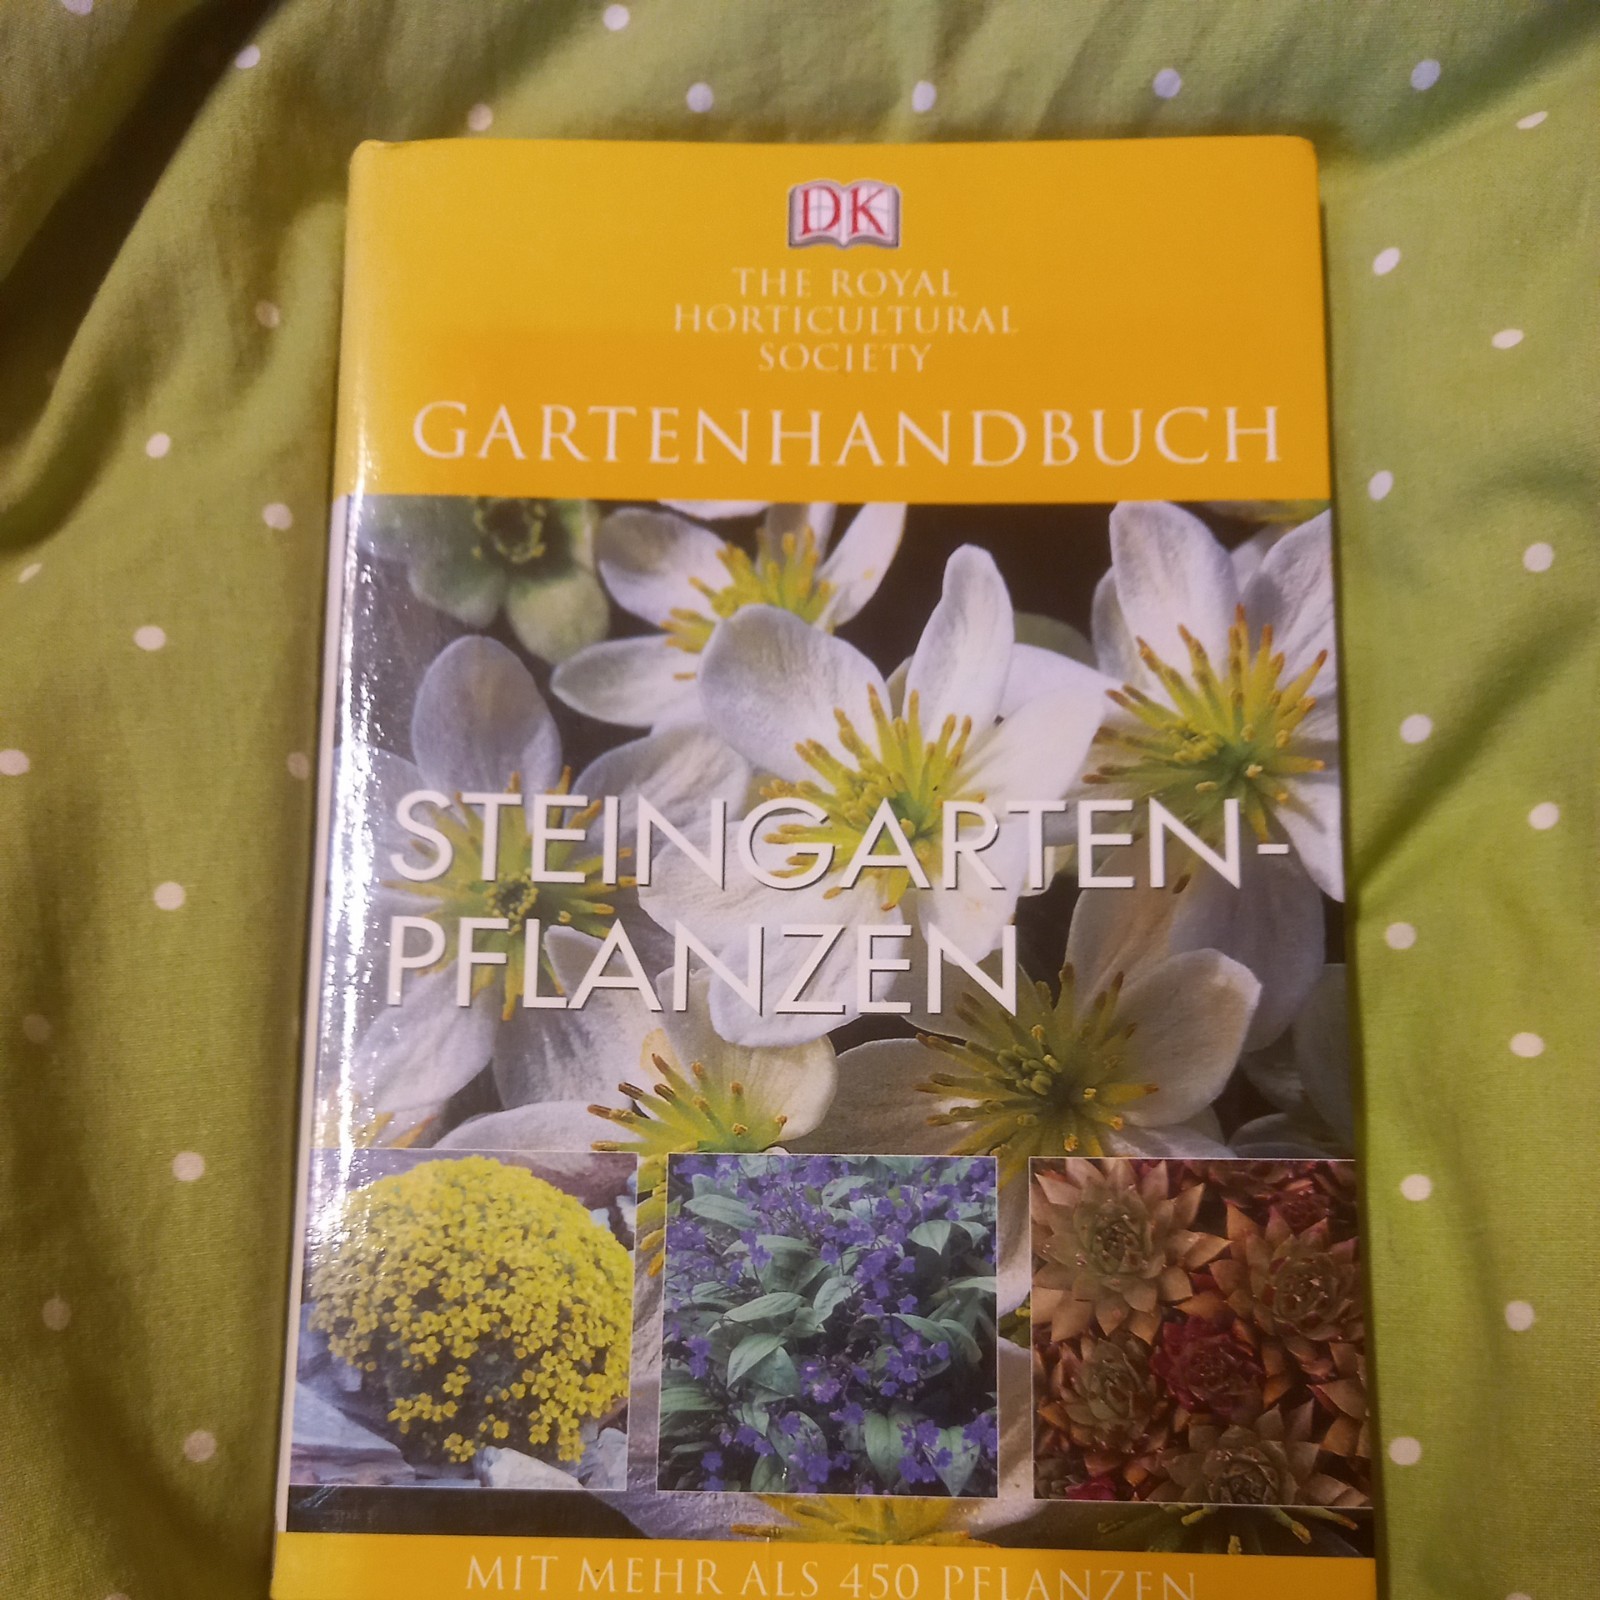 DK
THE ROYAL
HORTICULTURAL
SOCIETY
GARTENHANDBUCH
STEINGARTEN-
PFLANZEN
MIT MEHR ALS 450 PFLANZEN